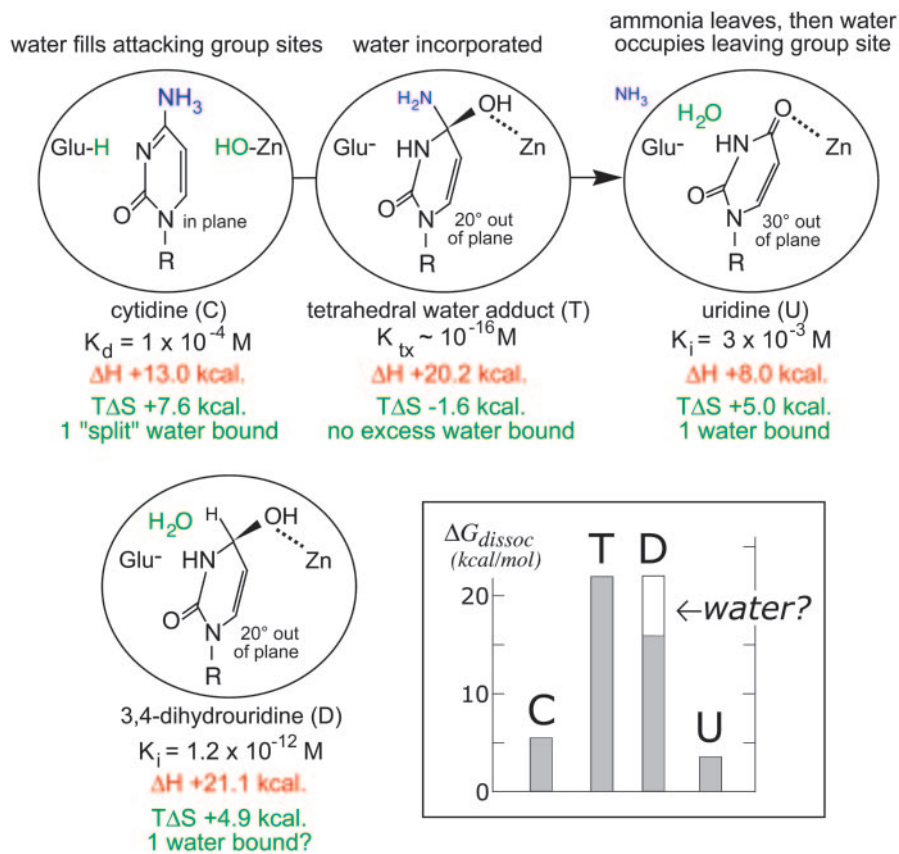 water fills attacking group sites
NH3
Glu-H
N
HO-Zn
O
N
in plane
R
cytidine (C)
Kd = 1 x 10-4 M
ΔH +13.0 kcal.
TΔS +7.6 kcal.
1 "split" water bound
water incorporated
H2N
OH
Glu-
HN
Zn
O
N
20° out
of plane
R
tetrahedral water adduct (T)
Ktx ~ 10-16 M
ΔH +20.2 kcal.
TΔS -1.6 kcal.
no excess water bound
ammonia leaves, then water
occupies leaving group site
NH3
H2O
O
Glu-
HN
Zn
O
N
30° out
of plane
R
uridine (U)
Ki = 3 x 10-3 M
ΔH +8.0 kcal.
TΔS +5.0 kcal.
1 water bound
H2O
H
OH
Glu-
HN
Zn
O
N
20° out
of plane
R
3,4-dihydrouridine (D)
Ki = 1.2 x 10-12 M
ΔH +21.1 kcal.
TΔS +4.9 kcal.
1 water bound?
ΔGdissoc
(kcal/mol)
T D
20
←water?
10
C
U
0